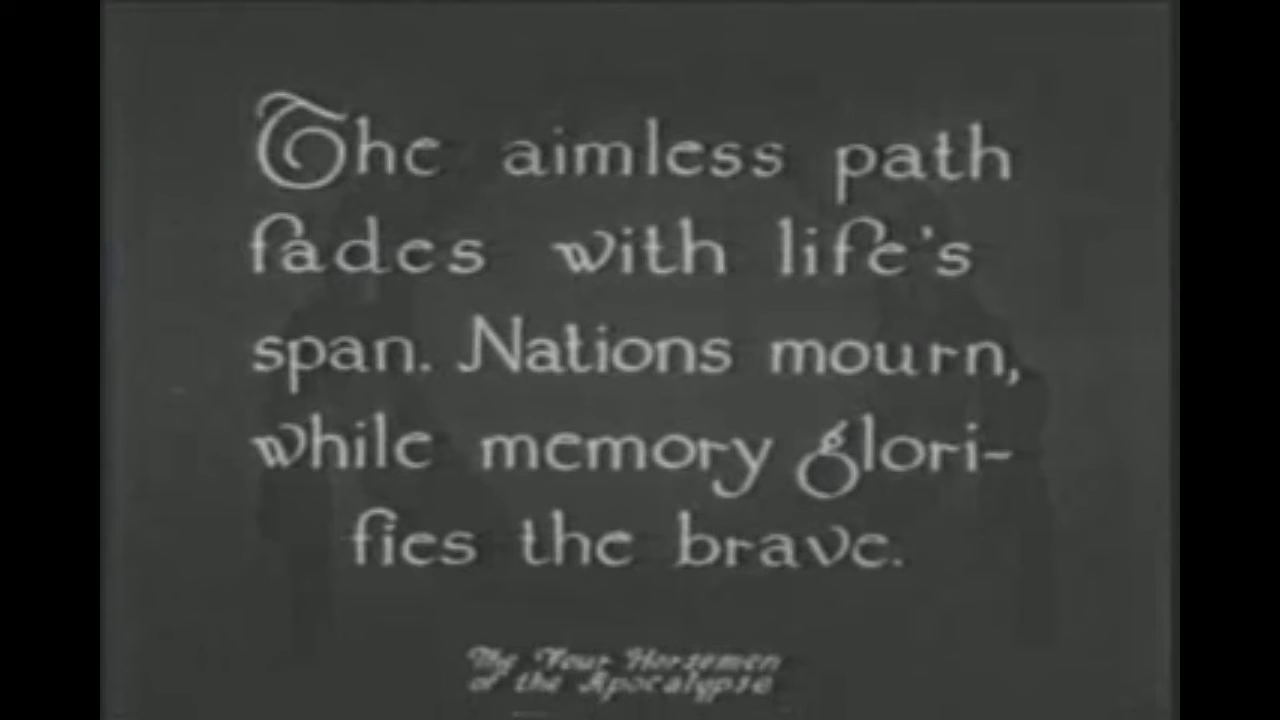 The aimless path
fades with life's
span. Nations mourn,
while memory glori-
fies the brave.
The Four Horsemen
of the Apocalypse